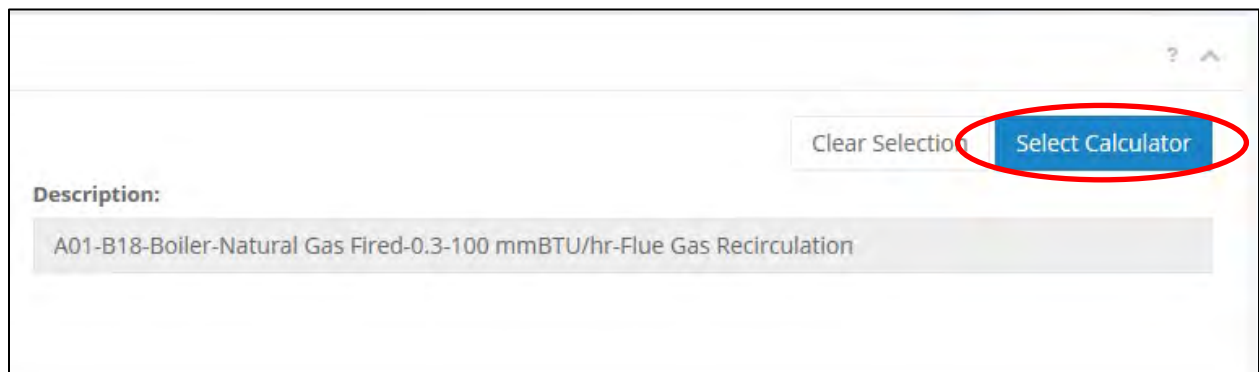 ?
Clear Selection Select Calculator
Description:
A01-B18-Boiler-Natural Gas Fired-0.3-100 mmBTU/hr-Flue Gas Recirculation